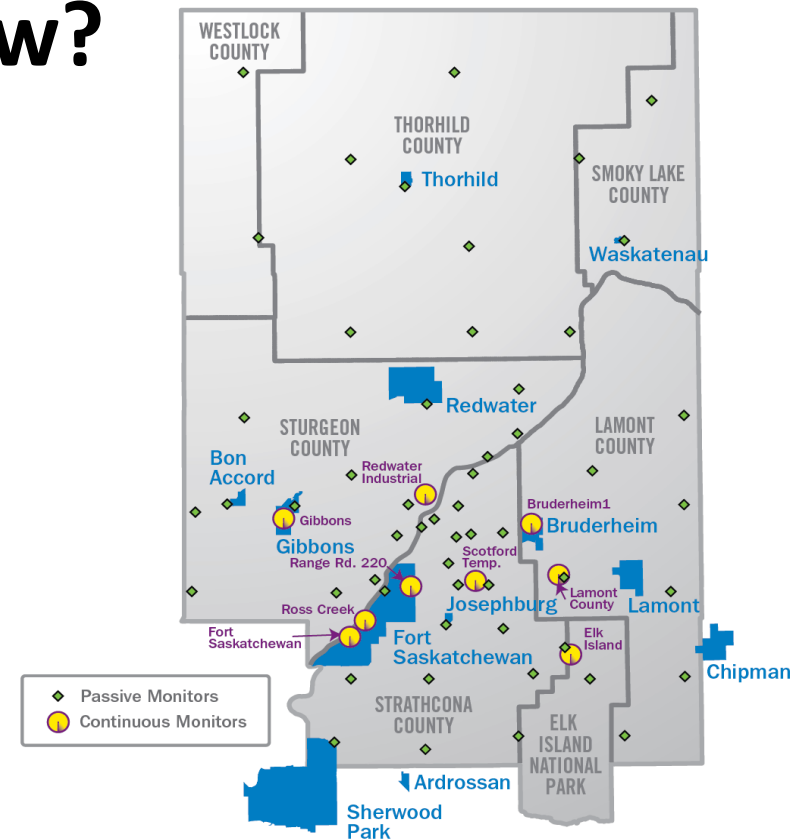 w?
WESTLOCK
COUNTY
THORHILD
COUNTY
Thorhild
SMOKY LAKE
COUNTY
Waskatenau
Redwater
STURGEON
COUNTY
LAMONT
COUNTY
Bon
Accord
Redwater
Industrial
Gibbons
Gibbons
Bruderheim1
Bruderheim
Range Rd. 220
Scotford
Temp.
Josephburg
Lamont
County
Lamont
Ross Creek
Fort
Saskatchewan
Fort
Saskatchewan
Elk
Island
Chipman
Passive Monitors
Continuous Monitors
STRATHCONA
COUNTY
ELK
ISLAND
NATIONAL
PARK
Ardrossan
Sherwood
Park